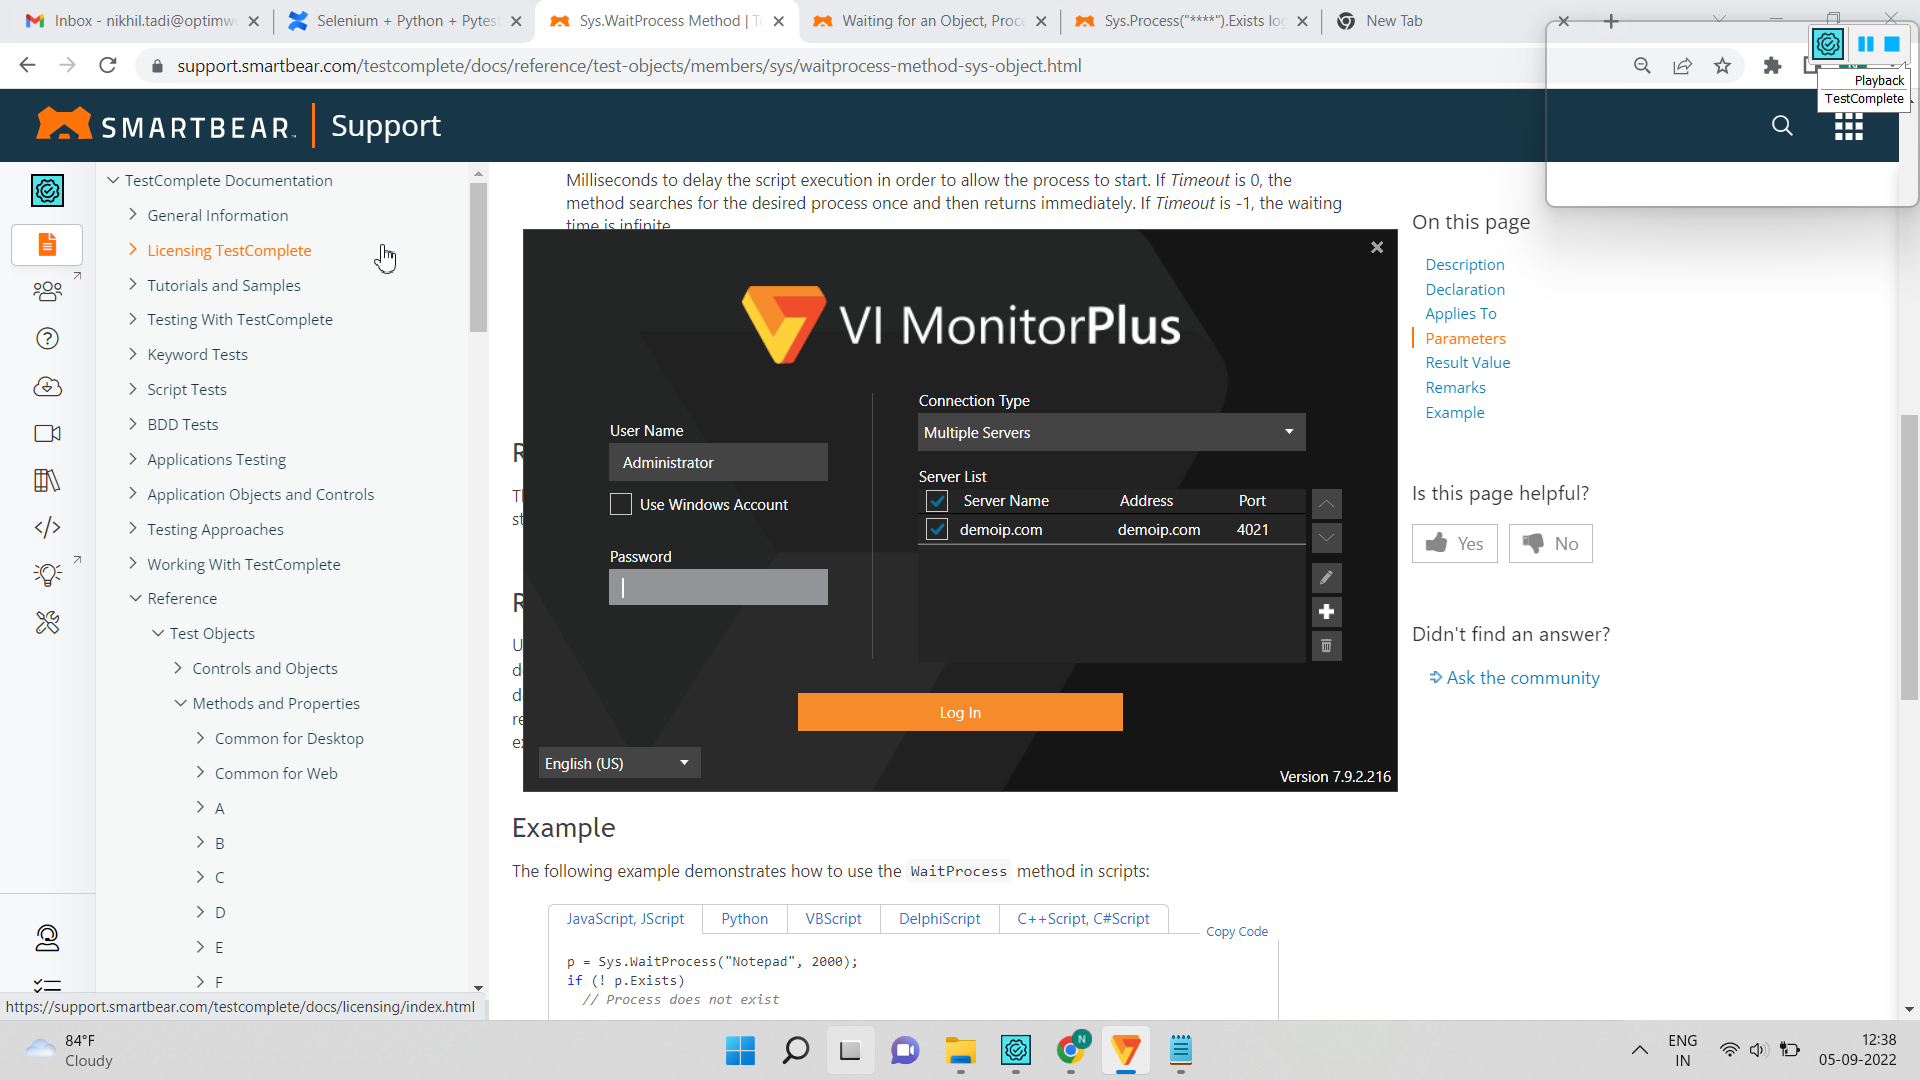 Inbox - nikhil.tadi@optimw
Selenium + Python + Pytes
Sys.WaitProcess Method | T
Waiting for an Object, Proc
Sys.Process("****").Exists lo
New Tab
support.smartbear.com/testcomplete/docs/reference/test-objects/members/sys/waitprocess-method-sys-object.html
Playback
TestComplete
SMARTBEAR
Support
TestComplete Documentation
General Information
Licensing TestComplete
Tutorials and Samples
Testing With TestComplete
Keyword Tests
Script Tests
BDD Tests
Applications Testing
Application Objects and Controls
Testing Approaches
Working With TestComplete
Reference
Test Objects
Controls and Objects
Methods and Properties
Common for Desktop
Common for Web
A
B
C
D
E
F
https://support.smartbear.com/testcomplete/docs/licensing/index.html
Milliseconds to delay the script execution in order to allow the process to start. If Timeout is 0, the
method searches for the desired process once and then returns immediately. If Timeout is -1, the waiting
time is infinite
VI MonitorPlus
User Name
Administrator
Use Windows Account
Password
Connection Type
Multiple Servers
Server List
Server Name Address Port
demoip.com demoip.com 4021
Log In
English (US)
Version 7.9.2.216
Example
The following example demonstrates how to use the WaitProcess method in scripts:
JavaScript, JScript Python VBScript DelphiScript C++Script, C#Script
Copy Code
p = Sys.WaitProcess("Notepad", 2000);
if (! p.Exists)
// Process does not exist
On this page
Description
Declaration
Applies To
Parameters
Result Value
Remarks
Example
Is this page helpful?
Yes
No
Didn't find an answer?
Ask the community
84°F
Cloudy
N
ENG
IN
12:38
05-09-2022